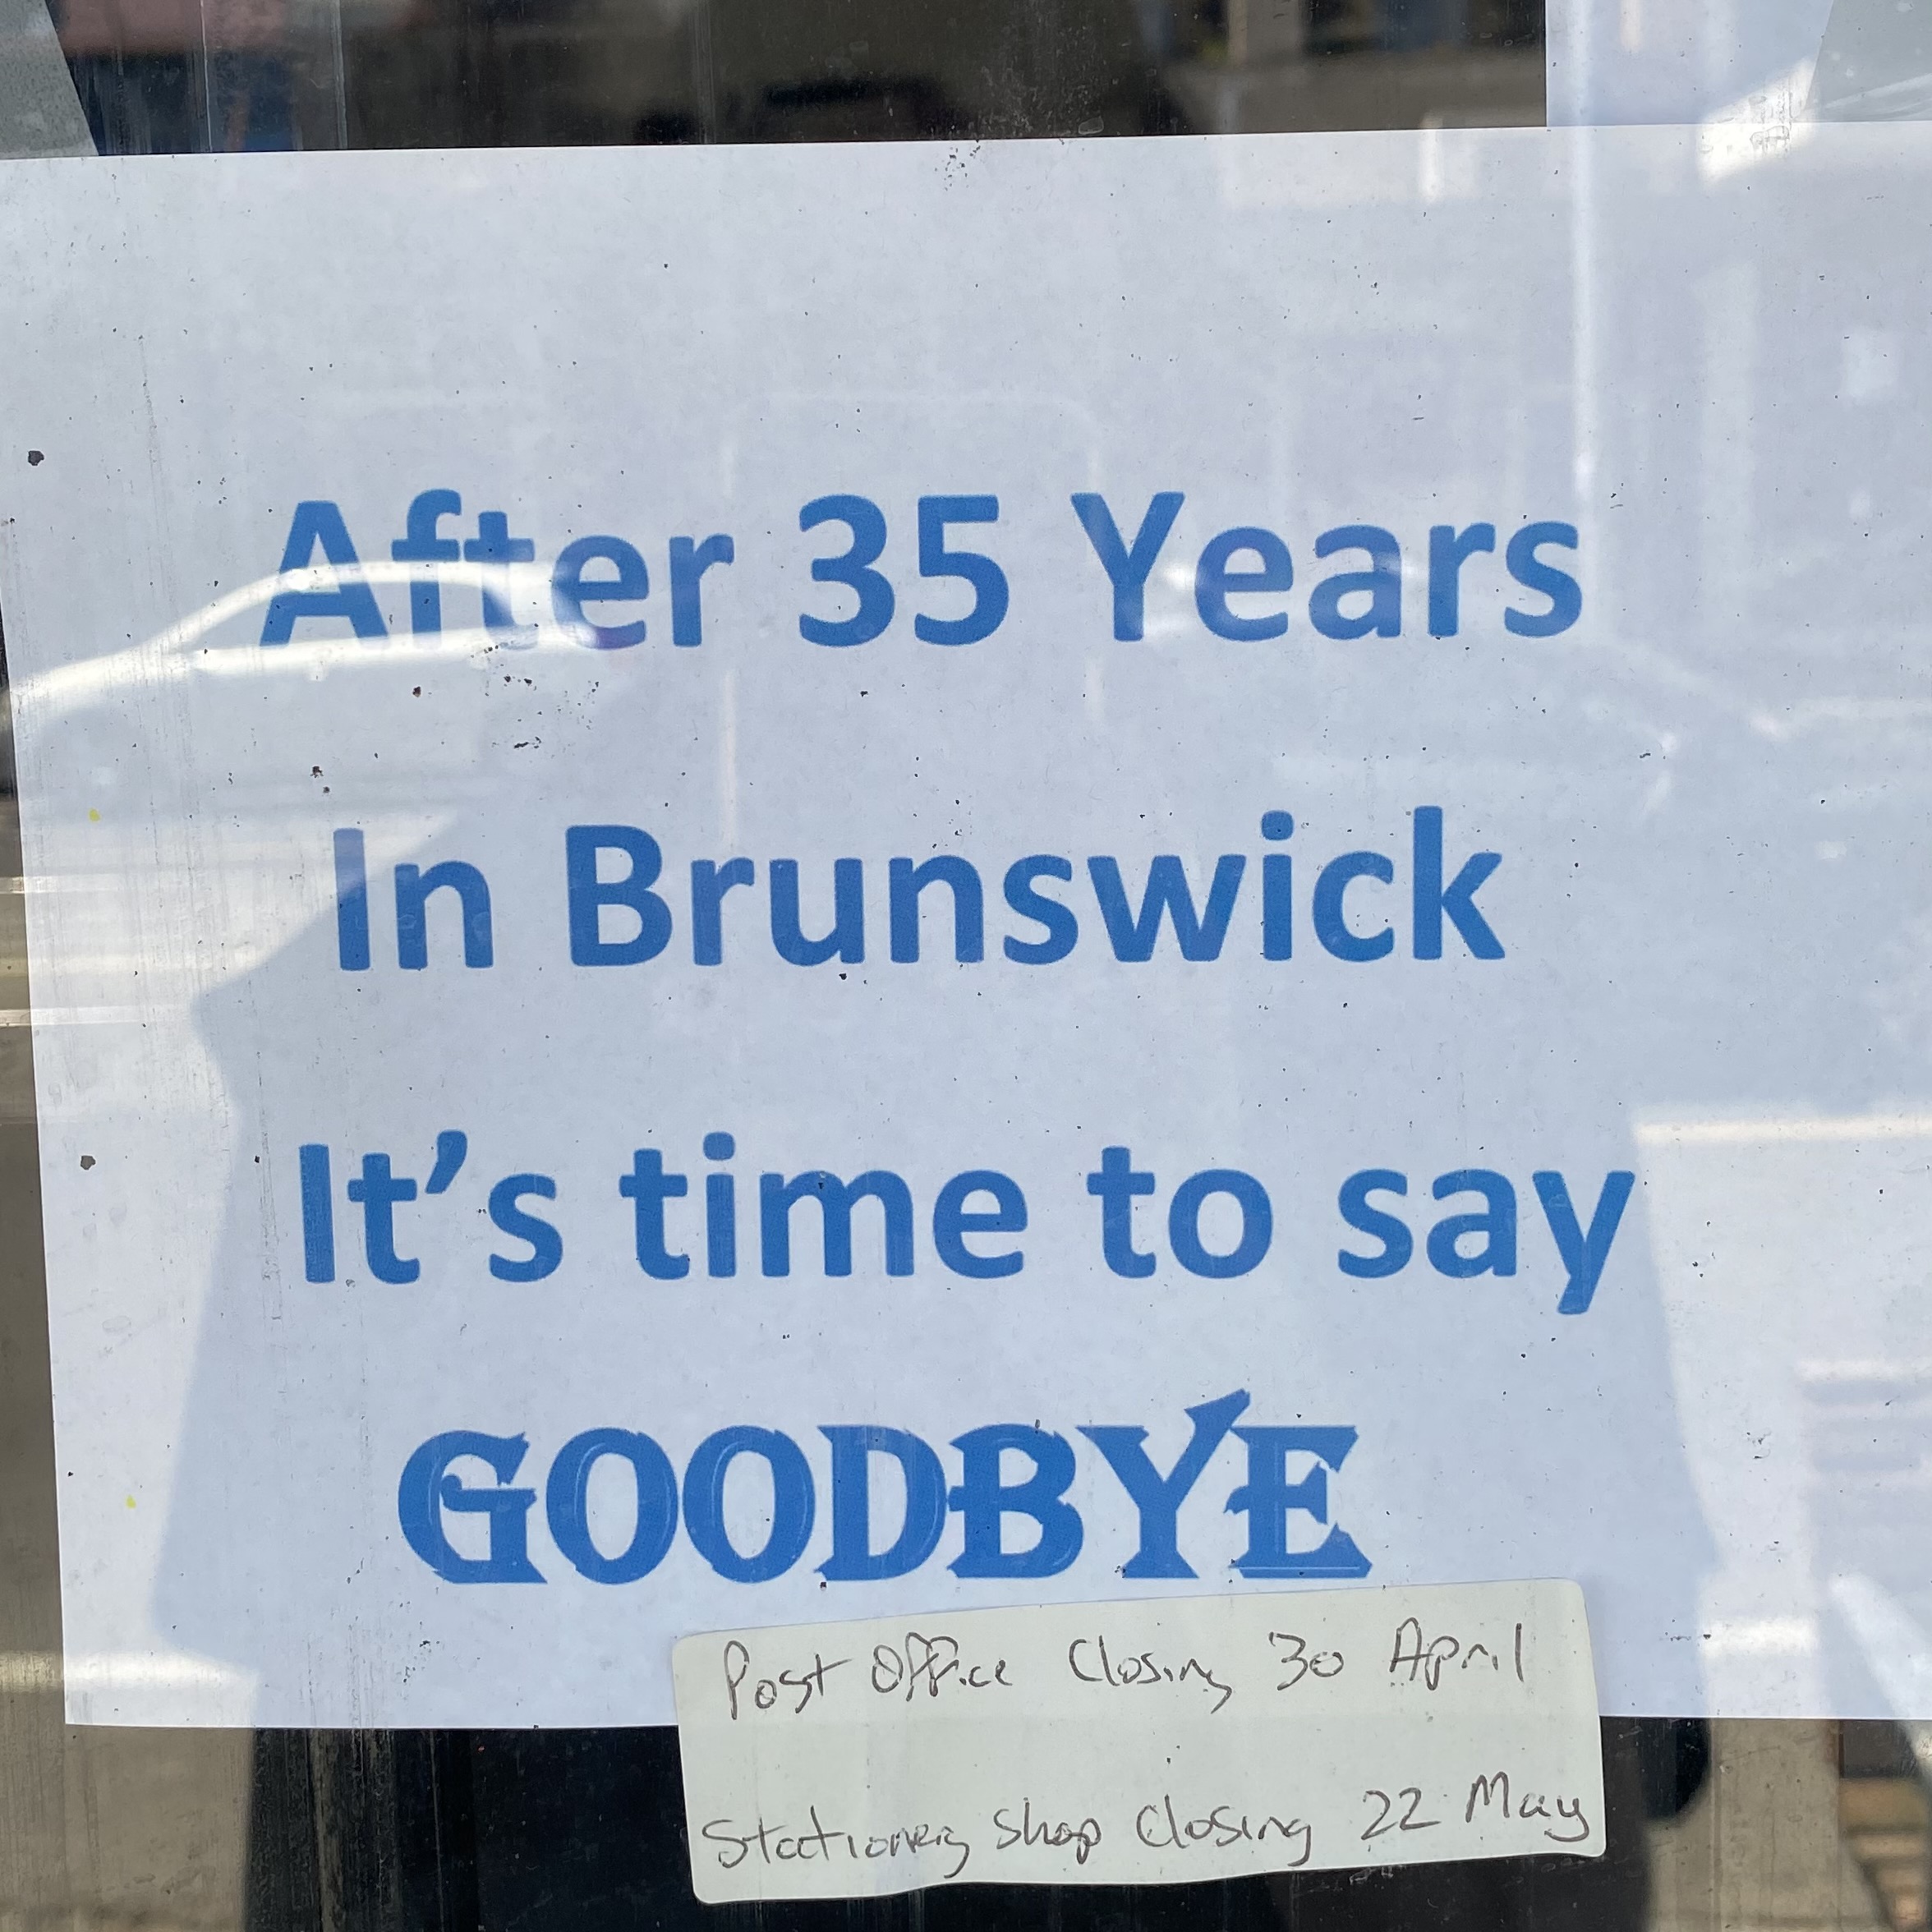 After 35 Years
In Brunswick
It's time to say
GOODBYE
Post Office Closing 30 April
Stationery Shop Closing 22 May